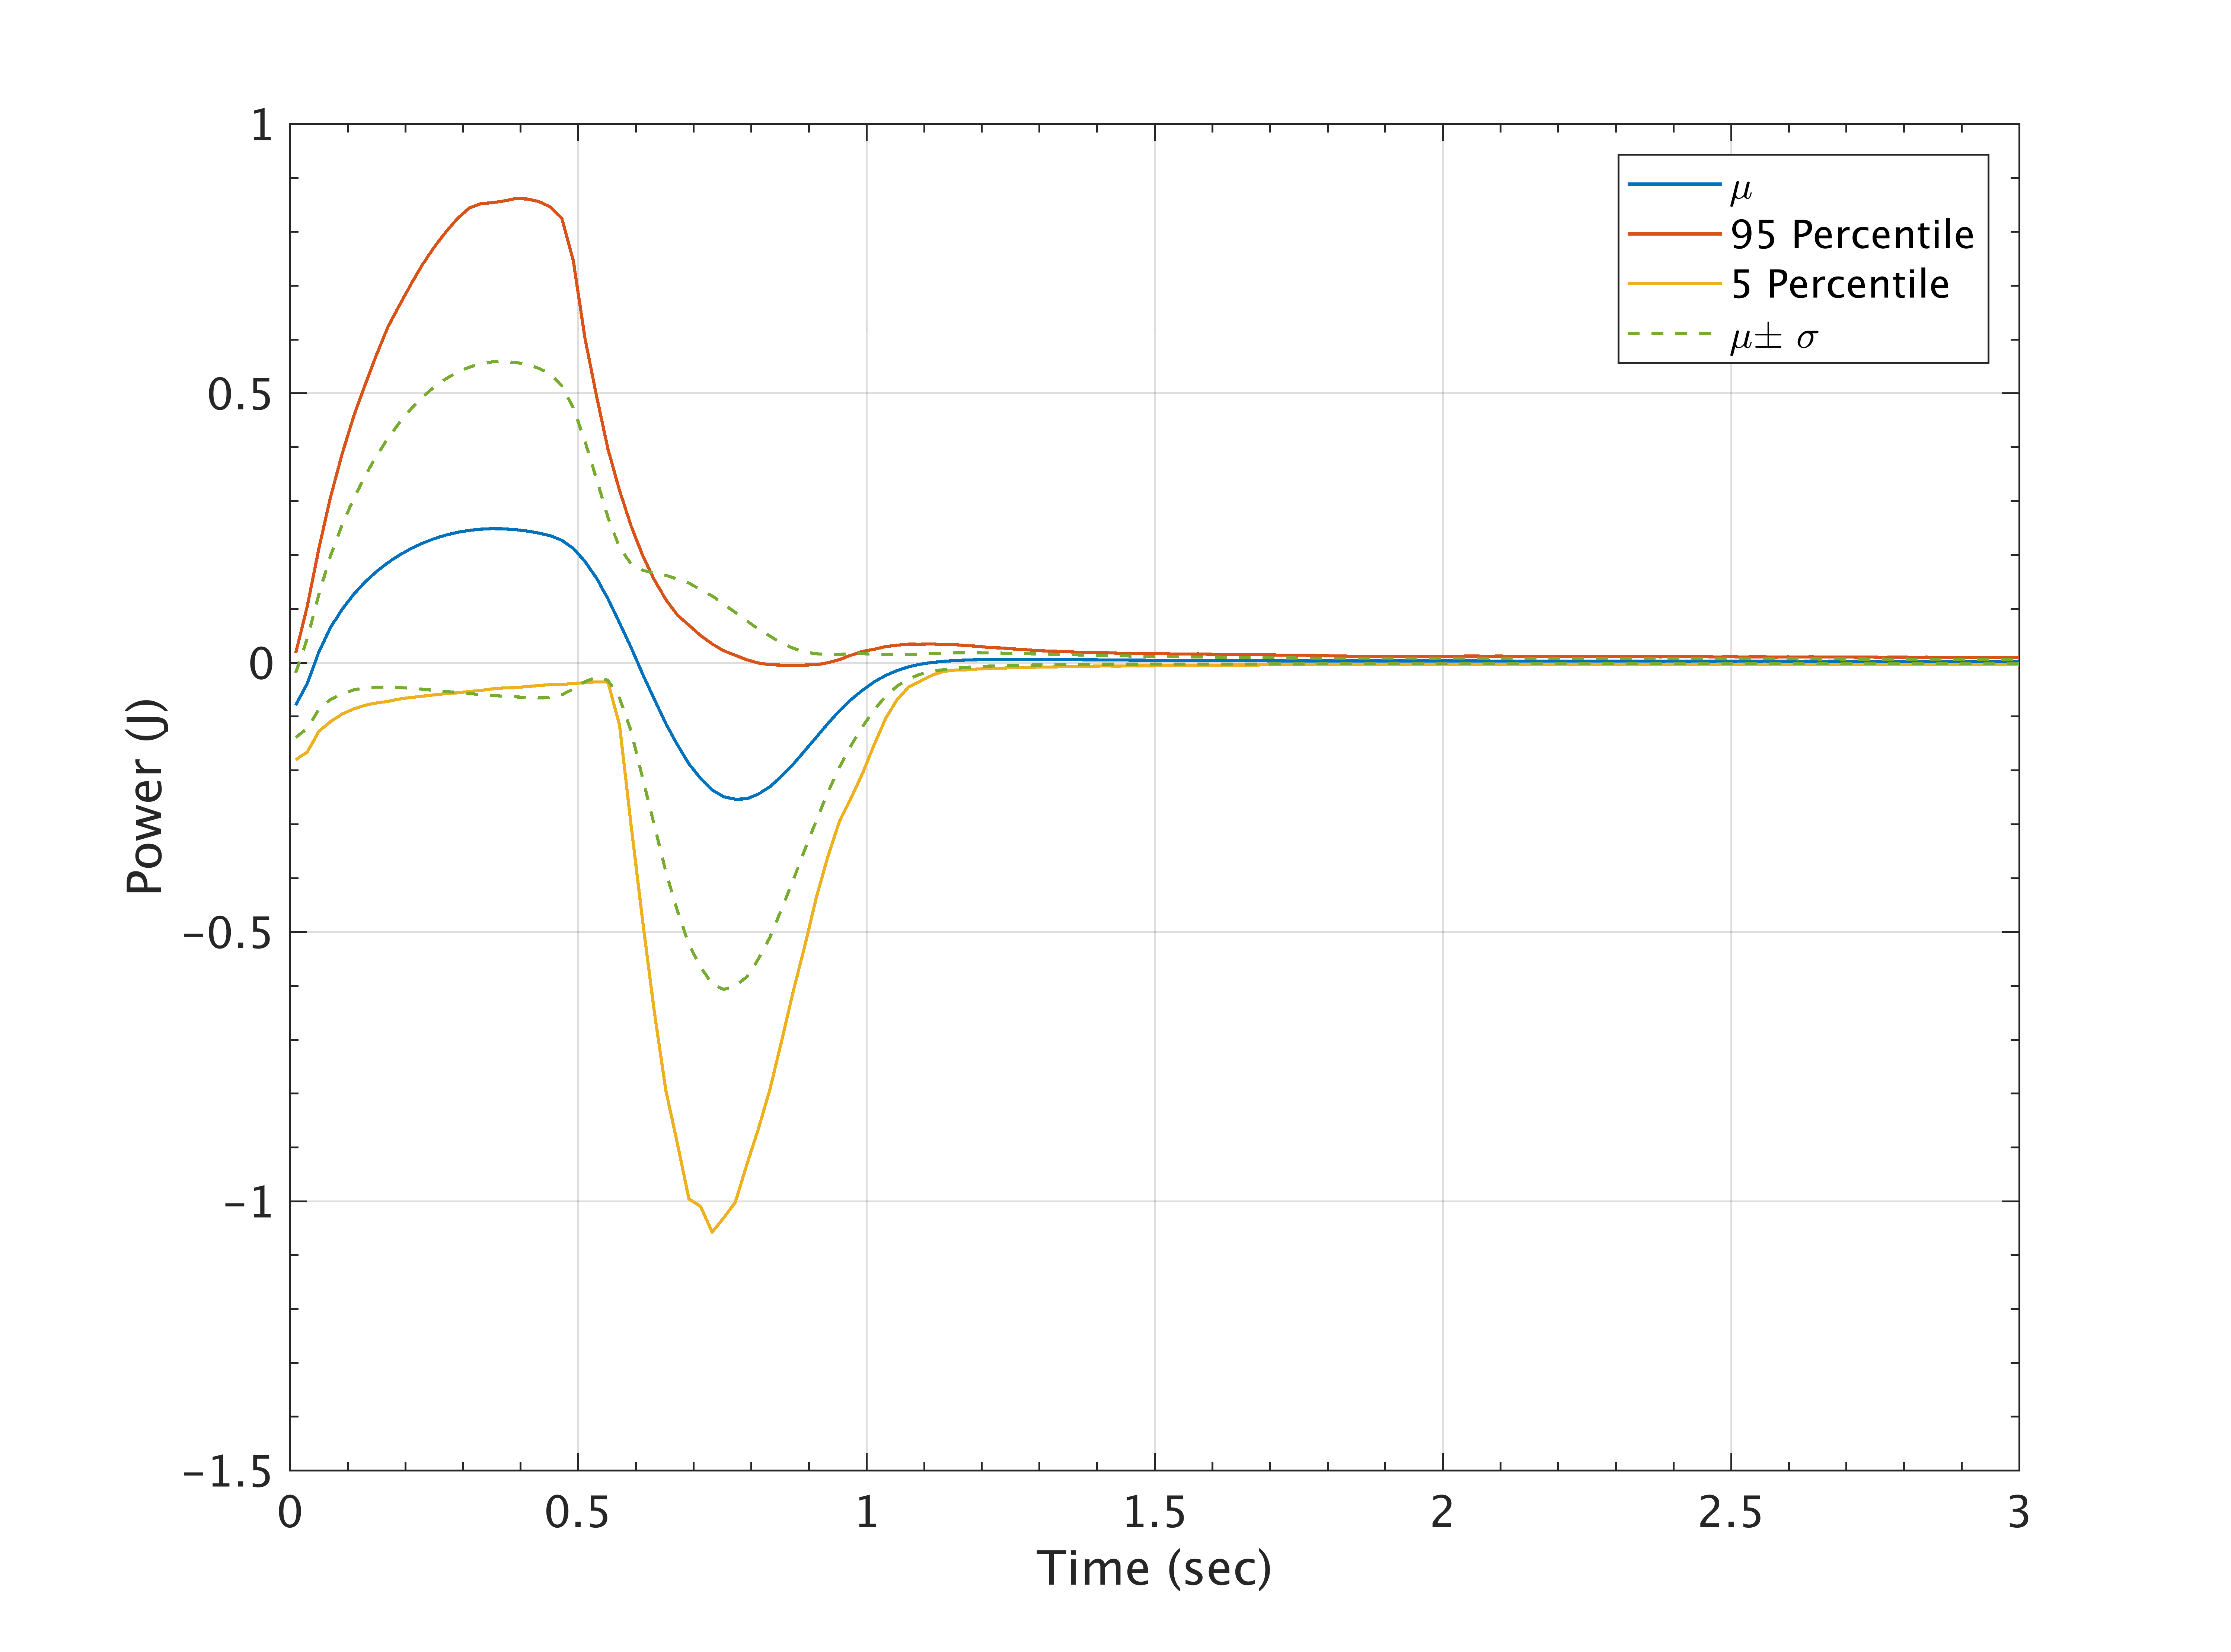 1
0.5
0
−0.5
−1
−1.5
Power (J)
0 0.5 1 1.5 2 2.5 3
Time (sec)
μ
95 Percentile
5 Percentile
μ± σ